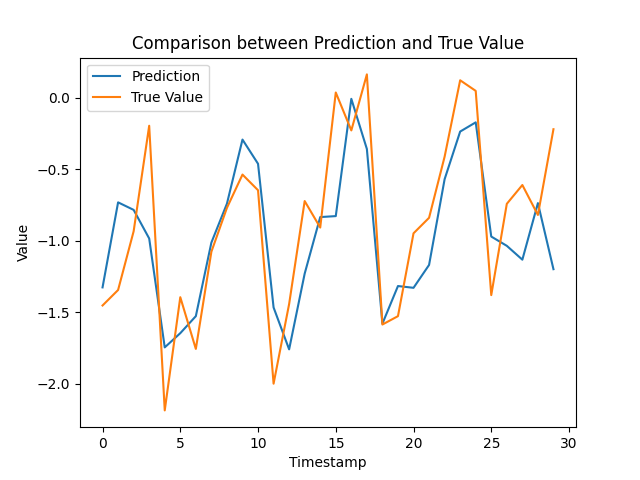 Comparison between Prediction and True Value
Prediction
True Value
0.0
−0.5
−1.0
−1.5
−2.0
Value
0 5 10 15 20 25 30
Timestamp